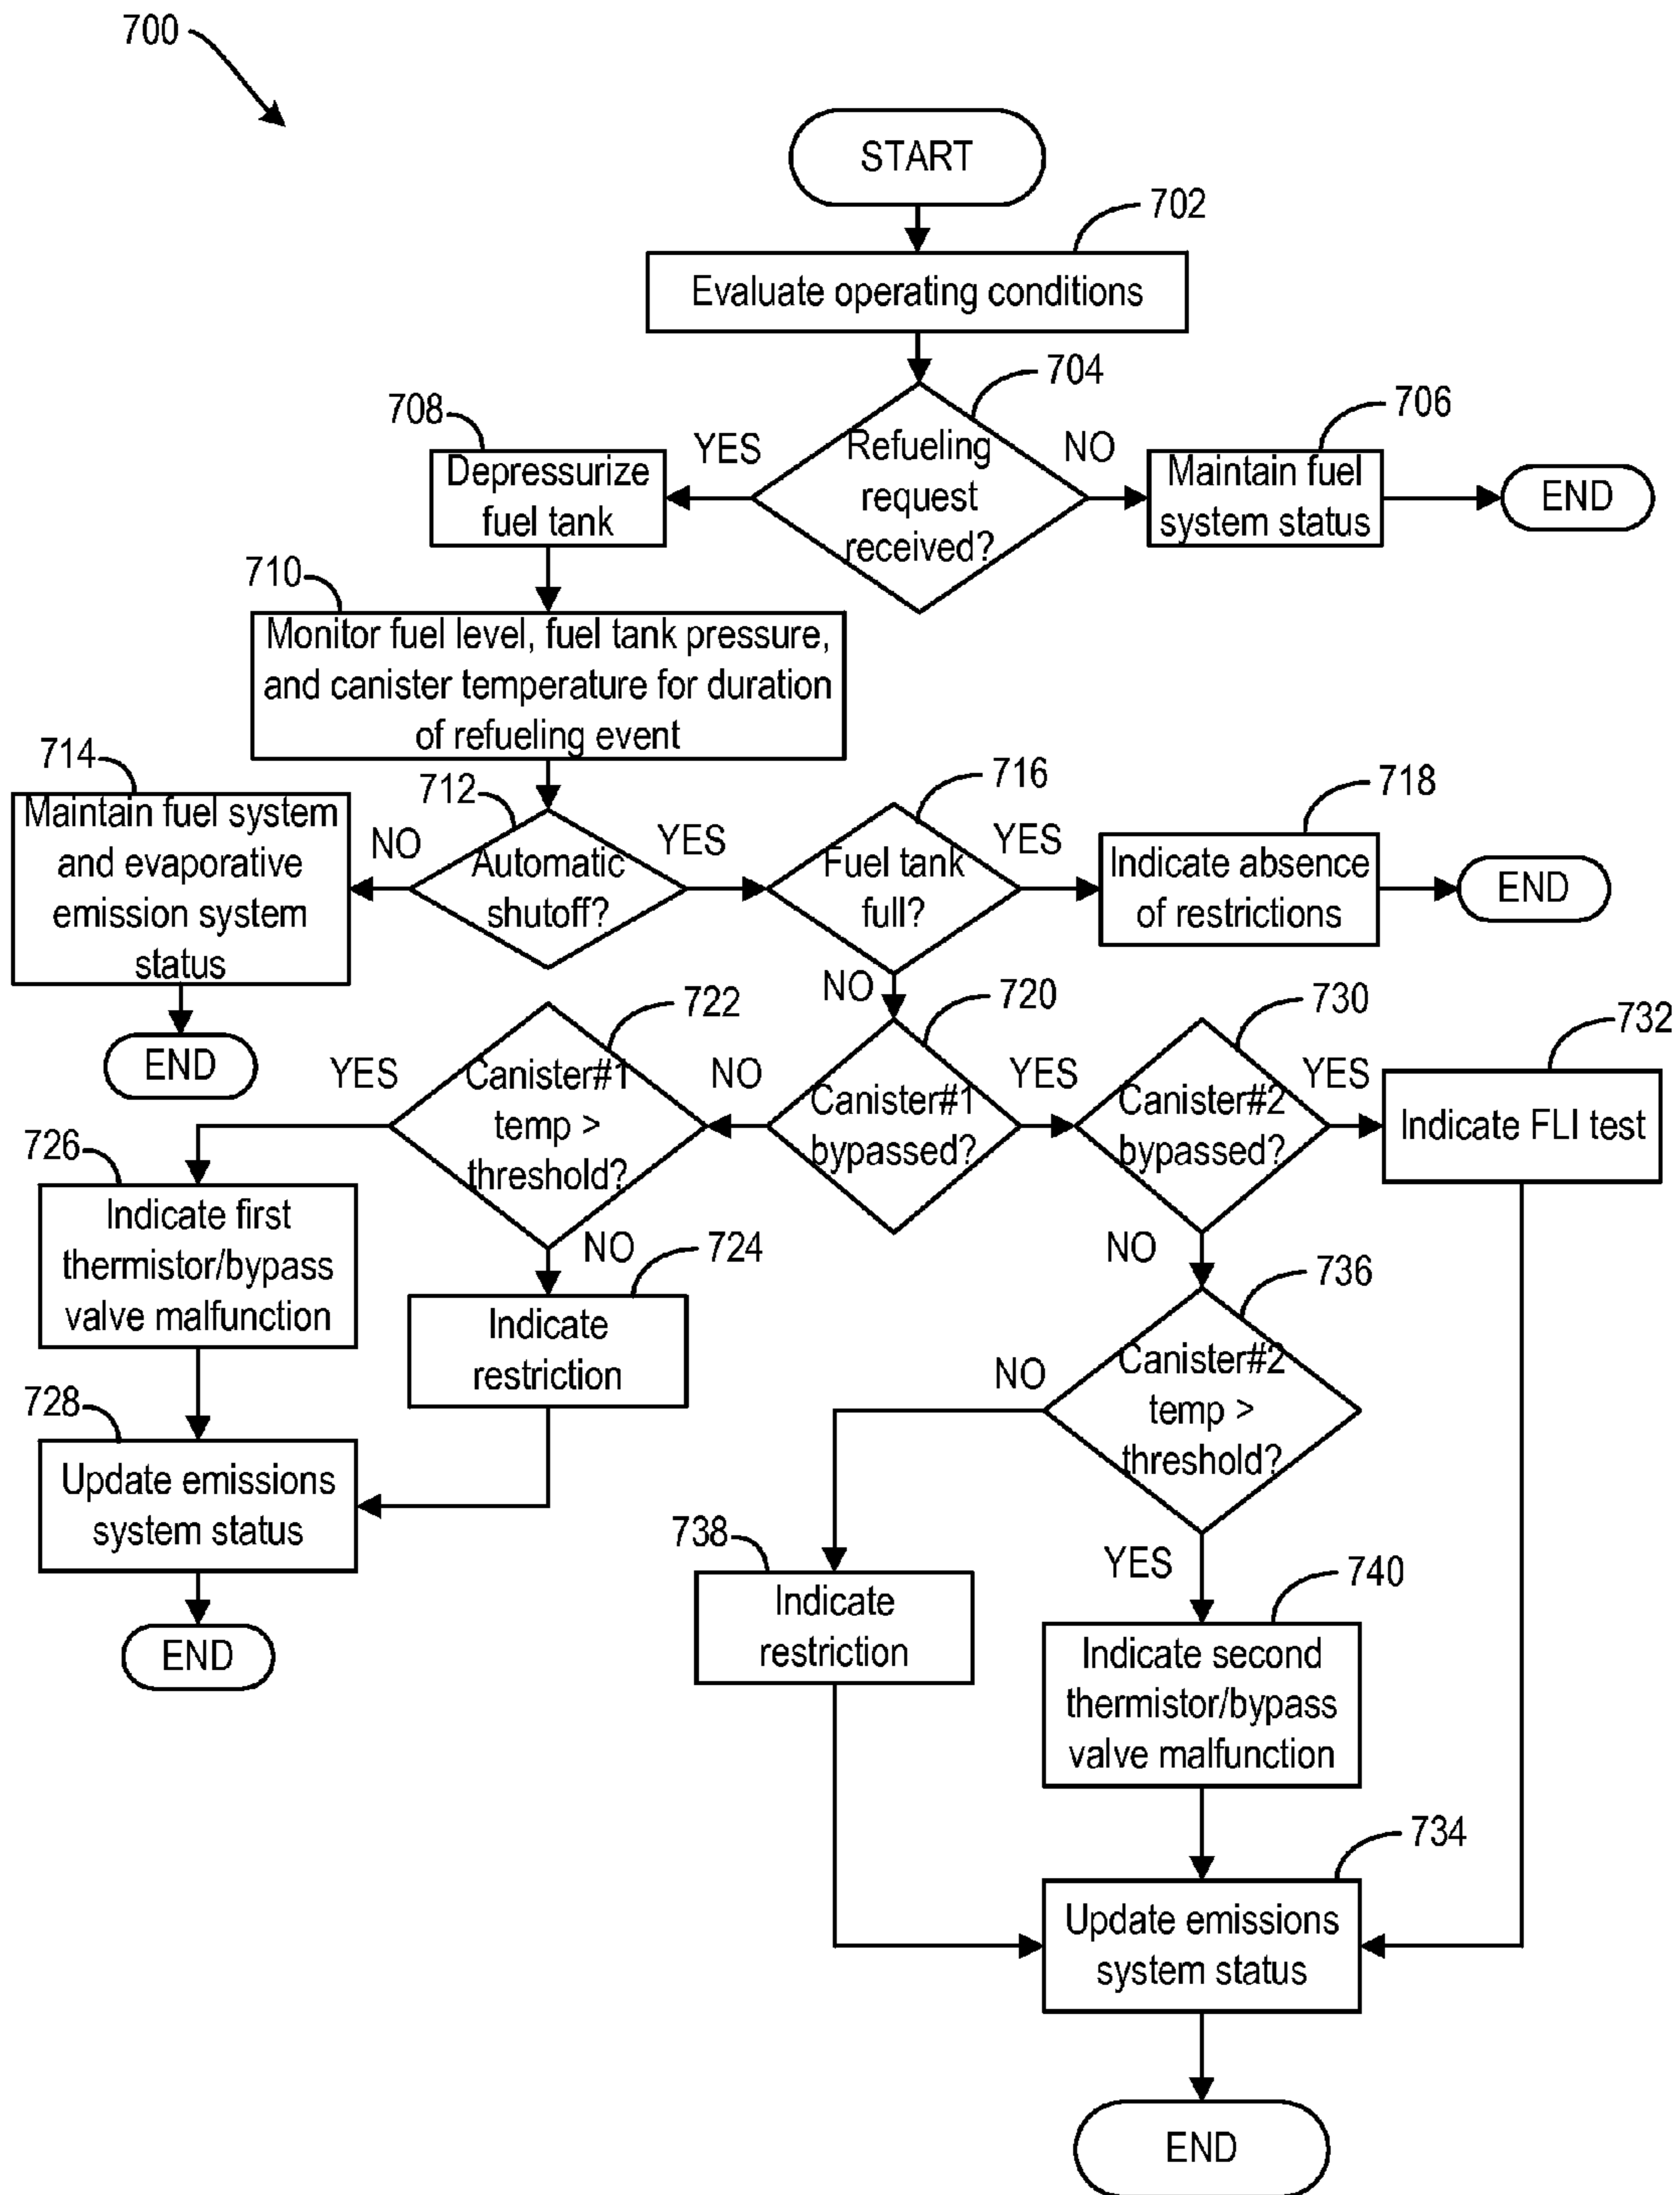 700
START
702
Evaluate operating conditions
704
Refueling
request
received?
YES
NO
708
Depressurize
fuel tank
706
Maintain fuel
system status
END
710
Monitor fuel level, fuel tank pressure,
and canister temperature for duration
of refueling event
712
Automatic
shutoff?
NO
YES
714
Maintain fuel system
and evaporative
emission system
status
END
716
Fuel tank
full?
YES
NO
718
Indicate absence
of restrictions
END
720
Canister#1
bypassed?
NO
YES
722
Canister#1
temp >
threshold?
YES
NO
724
Indicate
restriction
726
Indicate first
thermistor/bypass
valve malfunction
728
Update emissions
system status
END
730
Canister#2
bypassed?
YES
NO
732
Indicate FLI test
736
Canister#2
temp >
threshold?
NO
YES
738
Indicate
restriction
740
Indicate second
thermistor/bypass
valve malfunction
734
Update emissions
system status
END